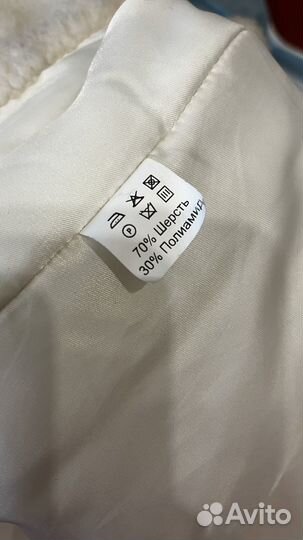 P
70% Шерсть
30% Полиамид
Avito